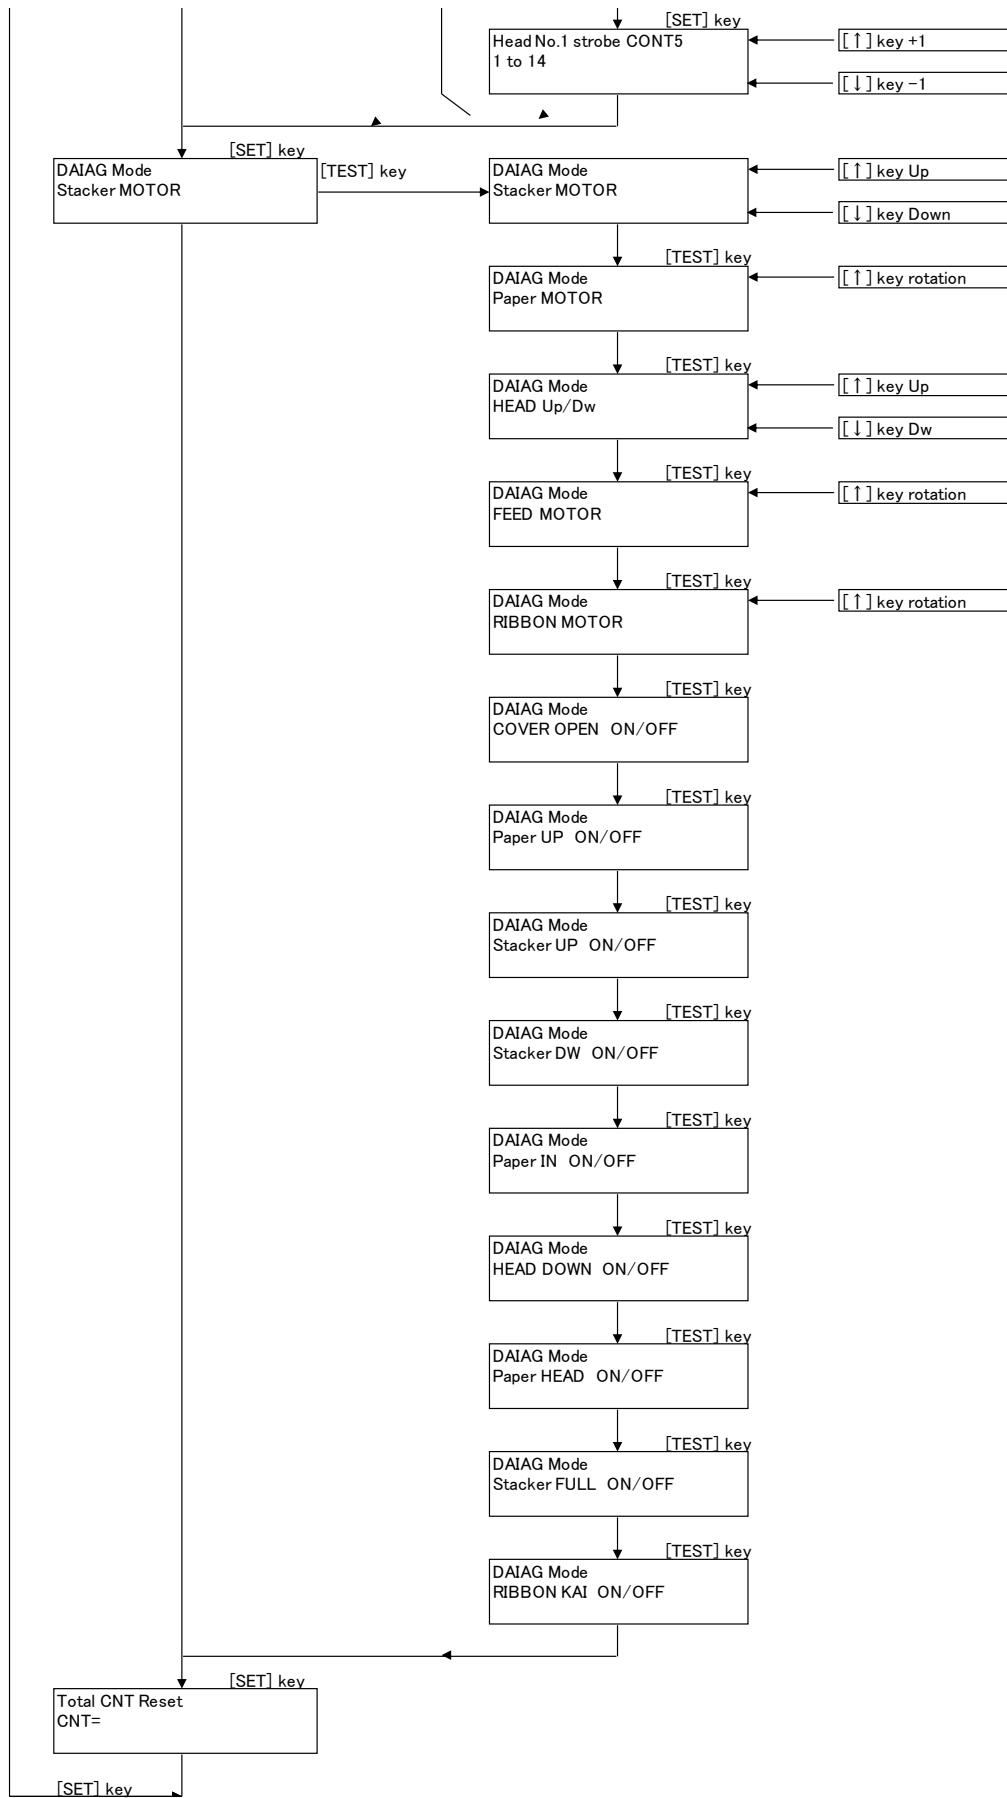 [SET] key
Head No.1 strobe CONT5
1 to 14
[↑] key +1
[↓] key -1
[SET] key
DAIAG Mode
Stacker MOTOR
[TEST] key
DAIAG Mode
Stacker MOTOR
[↑] key Up
[↓] key Down
[TEST] key
DAIAG Mode
Paper MOTOR
[↑] key rotation
[TEST] key
DAIAG Mode
HEAD Up/Dw
[↑] key Up
[↓] key Dw
[TEST] key
DAIAG Mode
FEED MOTOR
[↑] key rotation
[TEST] key
DAIAG Mode
RIBBON MOTOR
[↑] key rotation
[TEST] key
DAIAG Mode
COVER OPEN ON/OFF
[TEST] key
DAIAG Mode
Paper UP ON/OFF
[TEST] key
DAIAG Mode
Stacker UP ON/OFF
[TEST] key
DAIAG Mode
Stacker DW ON/OFF
[TEST] key
DAIAG Mode
Paper IN ON/OFF
[TEST] key
DAIAG Mode
HEAD DOWN ON/OFF
[TEST] key
DAIAG Mode
Paper HEAD ON/OFF
[TEST] key
DAIAG Mode
Stacker FULL ON/OFF
[TEST] key
DAIAG Mode
RIBBON KAI ON/OFF
[SET] key
Total CNT Reset
CNT=
[SET] key